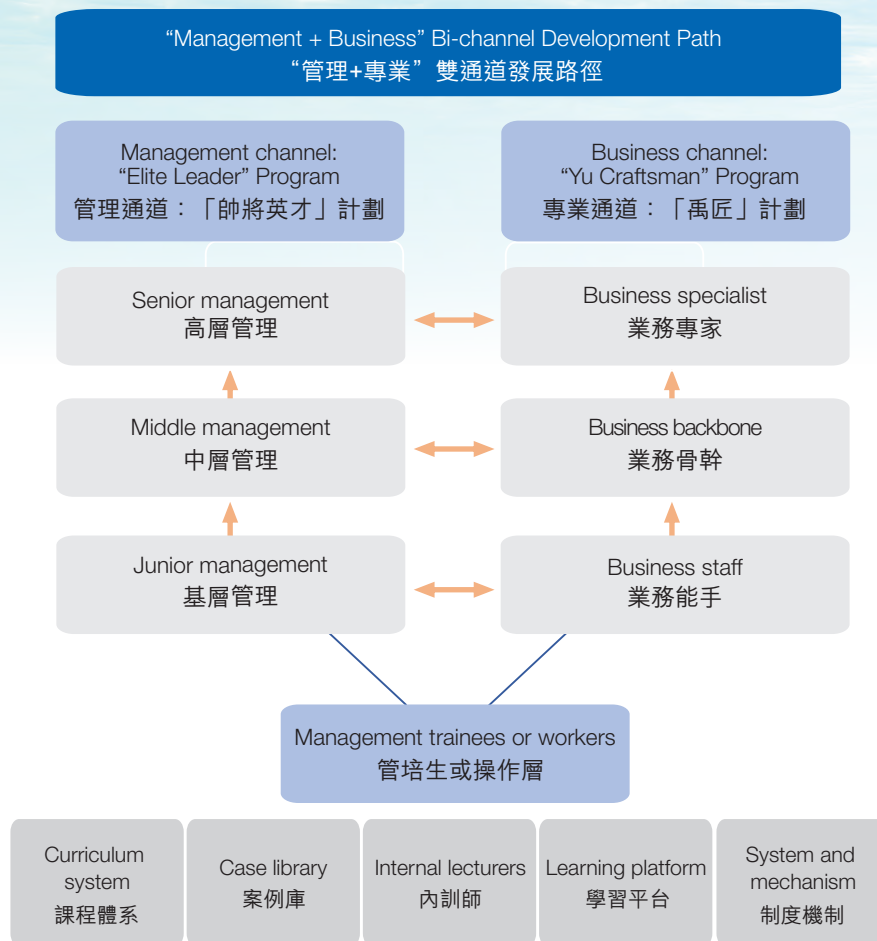 “Management + Business” Bi-channel Development Path
“管理+專業”雙通道發展路徑
Management channel:
“Elite Leader” Program
管理通道：「帥將英才」計劃
Business channel:
“Yu Craftsman” Program
專業通道：「禹匠」計劃
Senior management
高層管理
Business specialist
業務專家
Middle management
中層管理
Business backbone
業務骨幹
Junior management
基層管理
Business staff
業務能手
Management trainees or workers
管培生或操作層
Curriculum
system
課程體系
Case library
案例庫
Internal lecturers
內訓師
Learning platform
學習平台
System and
mechanism
制度機制